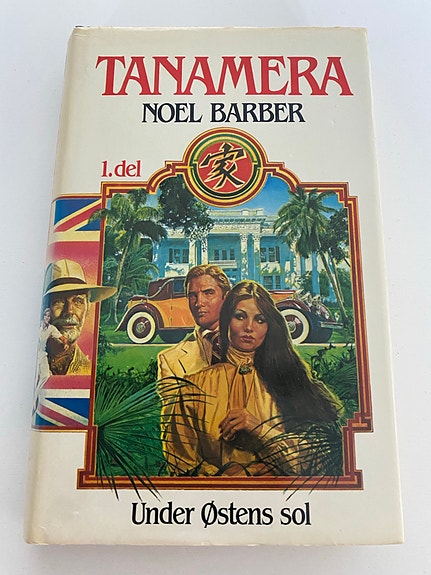 TANAMERA
NOEL BARBER
1. del
家
Under Østens sol